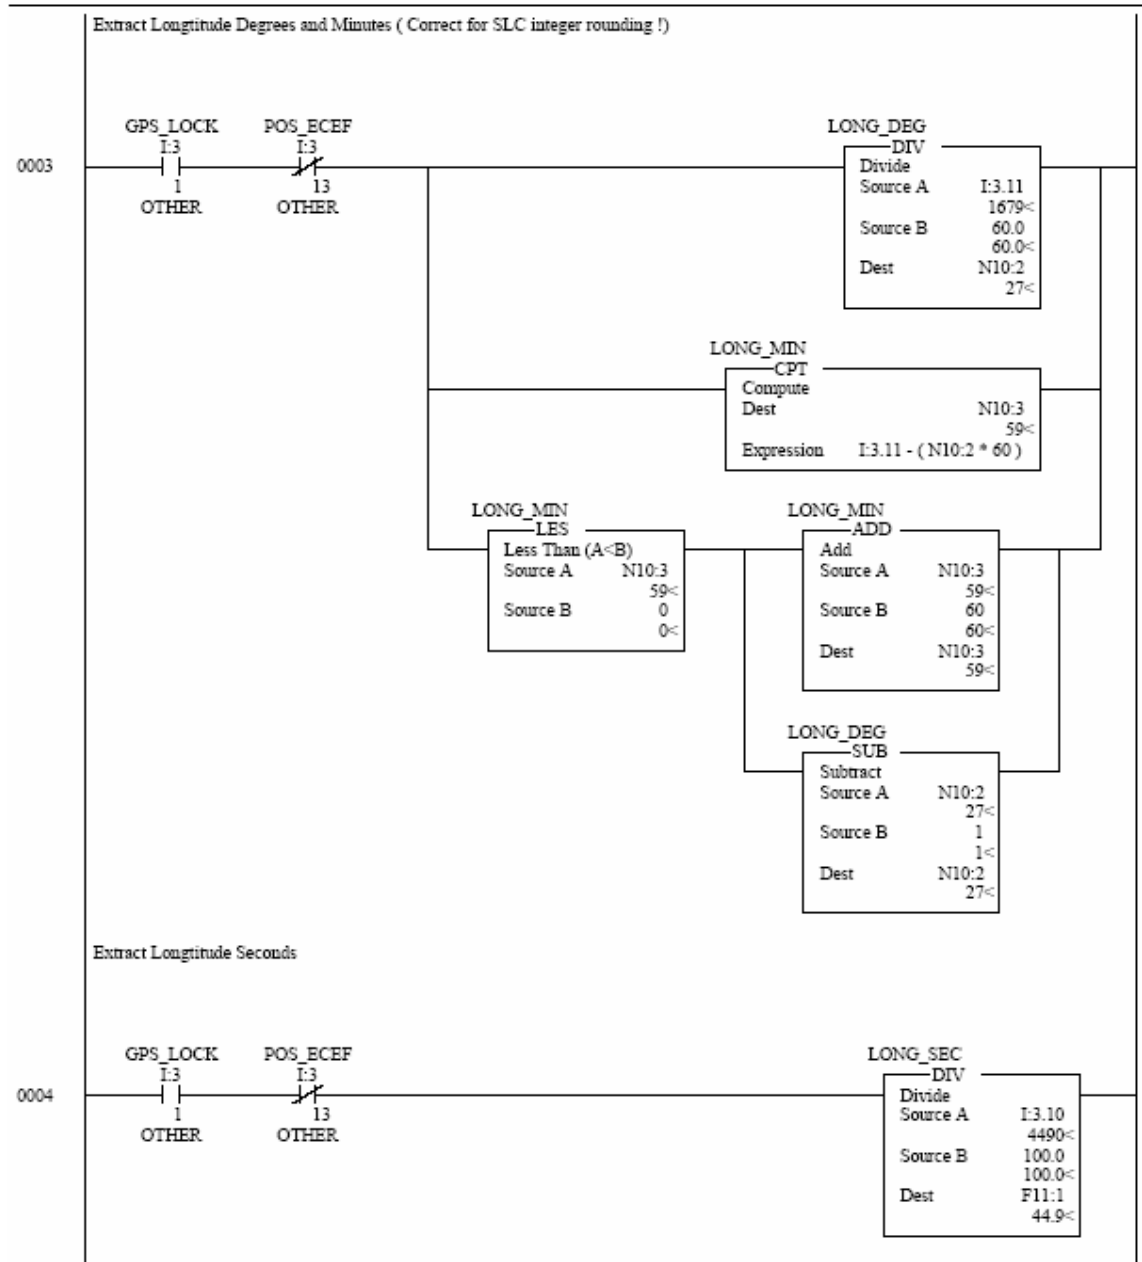 Extract Longtitude Degrees and Minutes ( Correct for SLC integer rounding !)
GPS_LOCK POS_ECEF LONG_DEG
I:3 I:3 DIV
0003
1 13
OTHER OTHER
Divide
Source A I:3.11
1679<
Source B 60.0
60.0<
Dest N10:2
27<
LONG_MIN
CPT
Compute
Dest N10:3
59<
Expression I:3.11 - ( N10:2 * 60 )
LONG_MIN
LES
Less Than (A<B)
Source A N10:3
59<
Source B 0
0<
LONG_MIN
ADD
Add
Source A N10:3
59<
Source B 60
60<
Dest N10:3
59<
LONG_DEG
SUB
Subtract
Source A N10:2
27<
Source B 1
1<
Dest N10:2
27<
Extract Longtitude Seconds
GPS_LOCK POS_ECEF LONG_SEC
I:3 I:3 DIV
0004
1 13
OTHER OTHER
Divide
Source A I:3.10
4490<
Source B 100.0
100.0<
Dest F11:1
44.9<